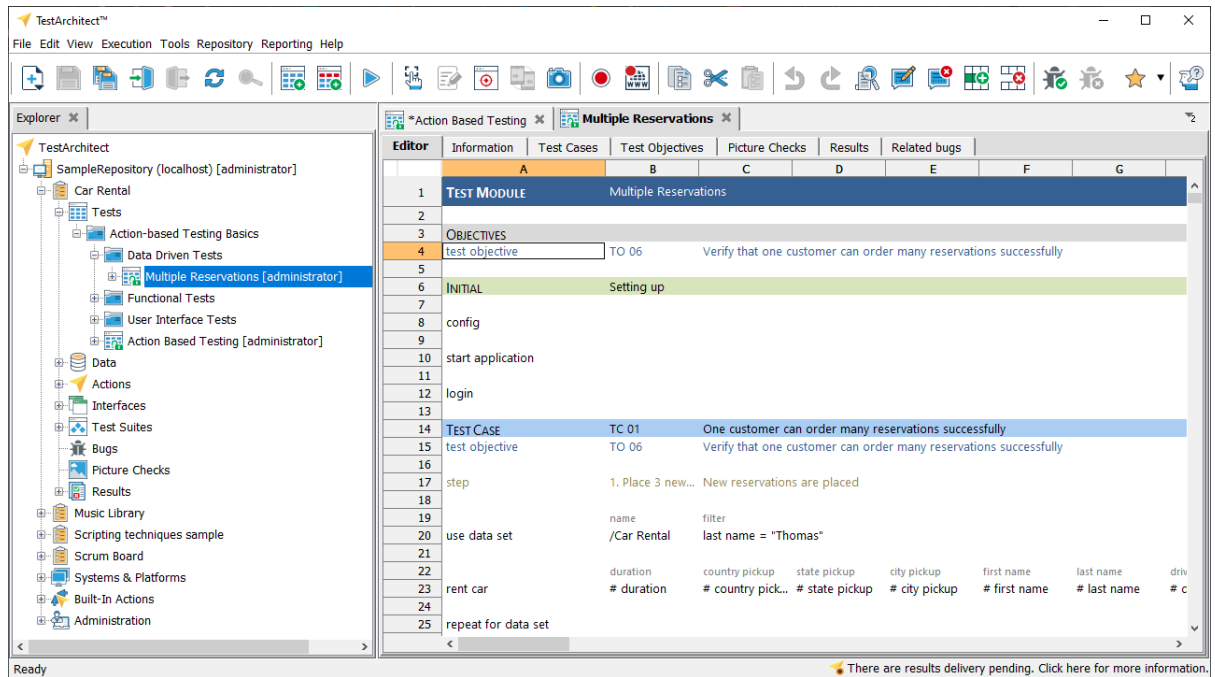 TestArchitect™
File Edit View Execution Tools Repository Reporting Help
Explorer
TestArchitect
SampleRepository (localhost) [administrator]
Car Rental
Tests
Action-based Testing Basics
Data Driven Tests
Multiple Reservations [administrator]
Functional Tests
User Interface Tests
Action Based Testing [administrator]
Data
Actions
Interfaces
Test Suites
Bugs
Picture Checks
Results
Music Library
Scripting techniques sample
Scrum Board
Systems & Platforms
Built-In Actions
Administration
*Action Based Testing Multiple Reservations
Editor Information Test Cases Test Objectives Picture Checks Results Related bugs
A B C D E F G
1 TEST MODULE Multiple Reservations
2
3 OBJECTIVES
4 test objective TO 06 Verify that one customer can order many reservations successfully
5
6 INITIAL Setting up
7
8 config
9
10 start application
11
12 login
13
14 TEST CASE TC 01 One customer can order many reservations successfully
15 test objective TO 06 Verify that one customer can order many reservations successfully
16
17 step 1. Place 3 new... New reservations are placed
18
19 name filter
20 use data set /Car Rental last name = "Thomas"
21
22 duration country pickup state pickup city pickup first name last name driv
23 rent car # duration # country pick... # state pickup # city pickup # first name # last name # c
24
25 repeat for data set
Ready There are results delivery pending. Click here for more information.